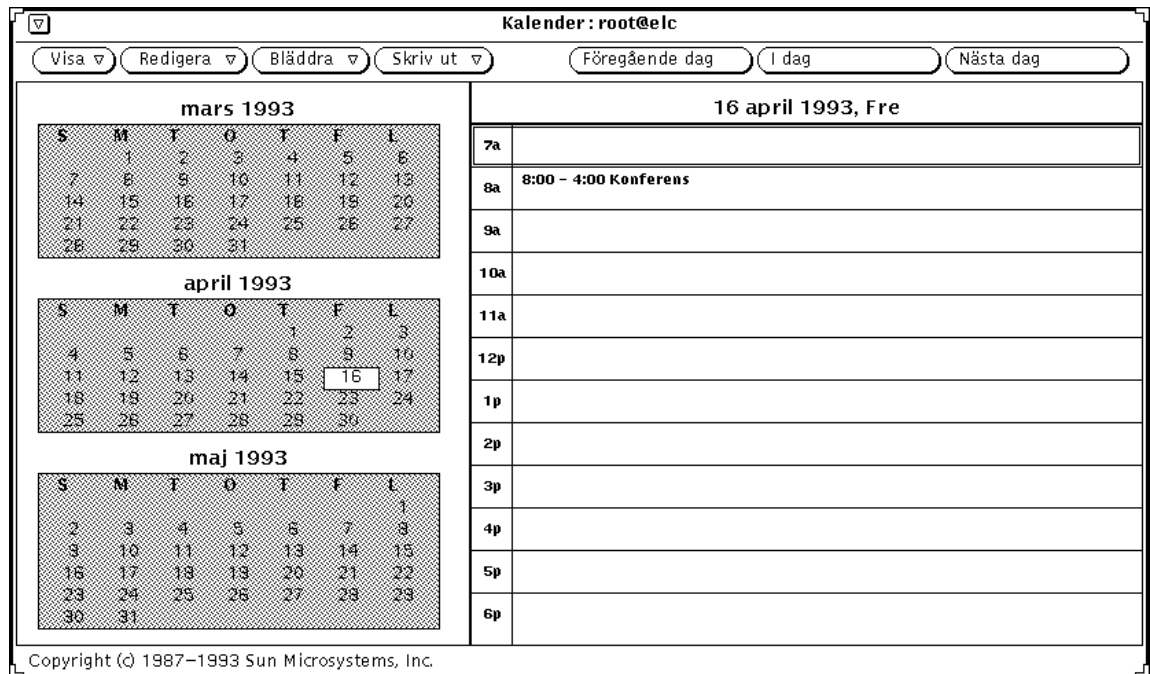 Kalender : root@elc
Visa Redigera Bläddra Skriv ut Föregående dag I dag Nästa dag
mars 1993
S M T O T F L
1 2 3 4 5 6
7 8 9 10 11 12 13
14 15 16 17 18 19 20
21 22 23 24 25 26 27
28 29 30 31
april 1993
S M T O T F L
1 2 3
4 5 6 7 8 9 10
11 12 13 14 15 16 17
18 19 20 21 22 23 24
25 26 27 28 29 30
maj 1993
S M T O T F L
1
2 3 4 5 6 7 8
9 10 11 12 13 14 15
16 17 18 19 20 21 22
23 24 25 26 27 28 29
30 31
16 april 1993, Fre
7a
8a 8:00 – 4:00 Konferens
9a
10a
11a
12p
1p
2p
3p
4p
5p
6p
Copyright (c) 1987–1993 Sun Microsystems, Inc.